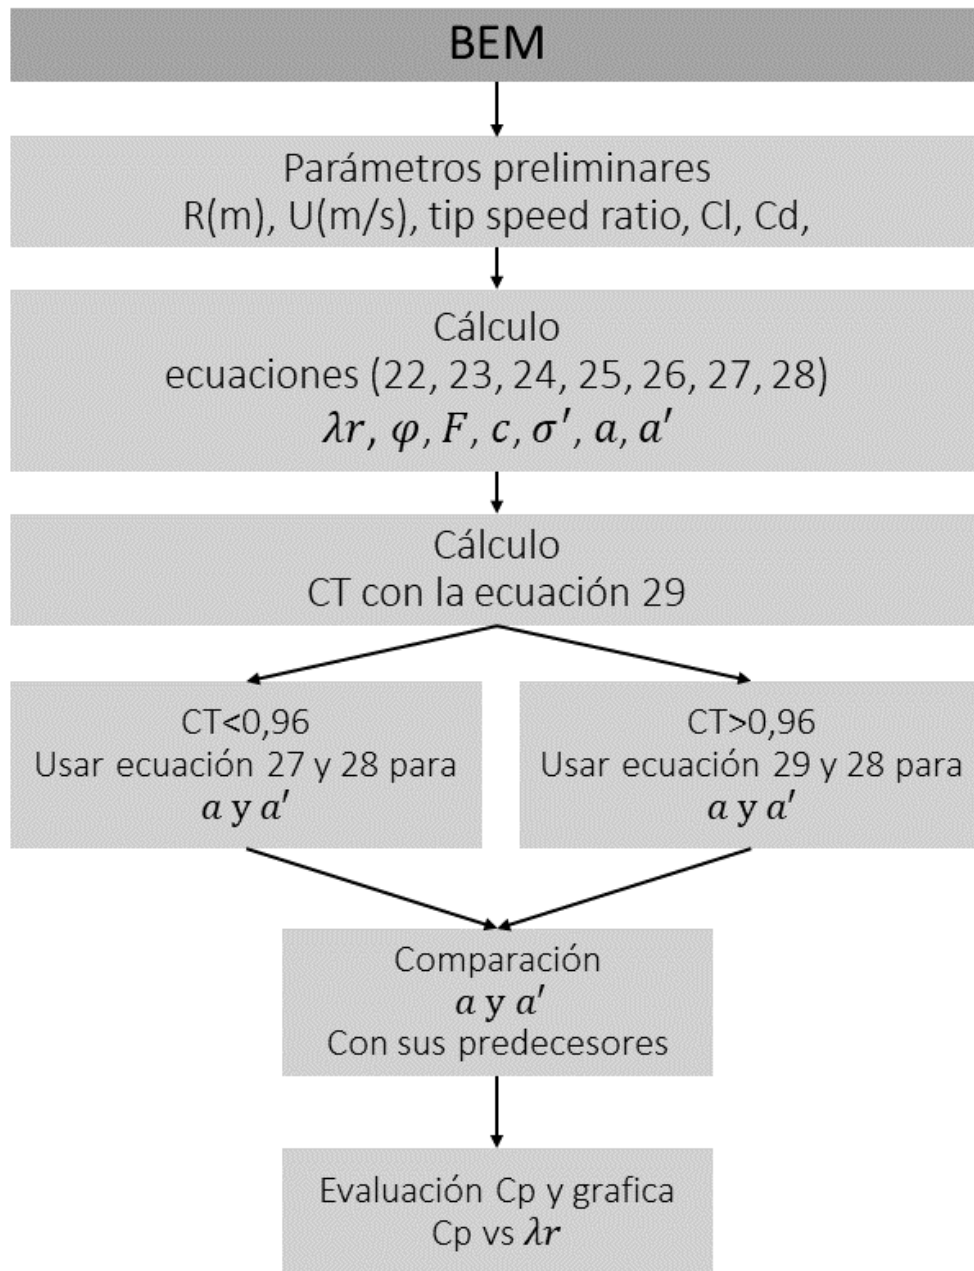 BEM
Parámetros preliminares
R(m), U(m/s), tip speed ratio, Cl, Cd,
Cálculo
ecuaciones (22, 23, 24, 25, 26, 27, 28)
λr, φ, F, c, σ', a, a'
Cálculo
CT con la ecuación 29
CT<0,96
Usar ecuación 27 y 28 para
a y a'
CT>0,96
Usar ecuación 29 y 28 para
a y a'
Comparación
a y a'
Con sus predecesores
Evaluación Cp y grafica
Cp vs λr